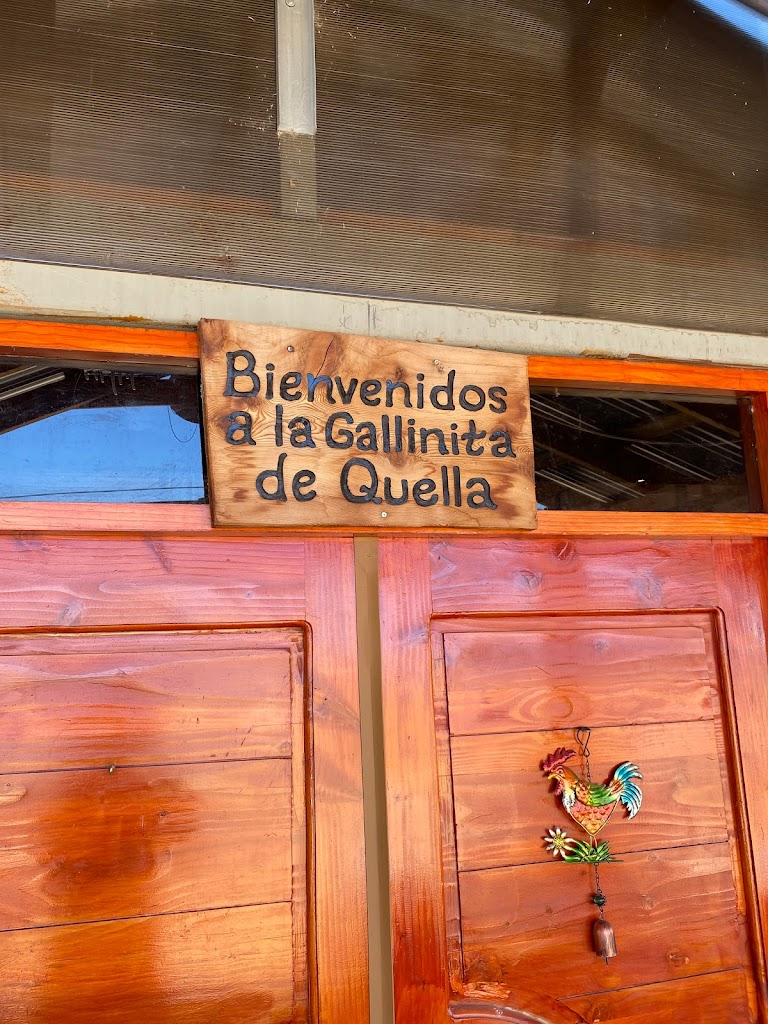 Bienvenidos
a la Gallinita
de Quella